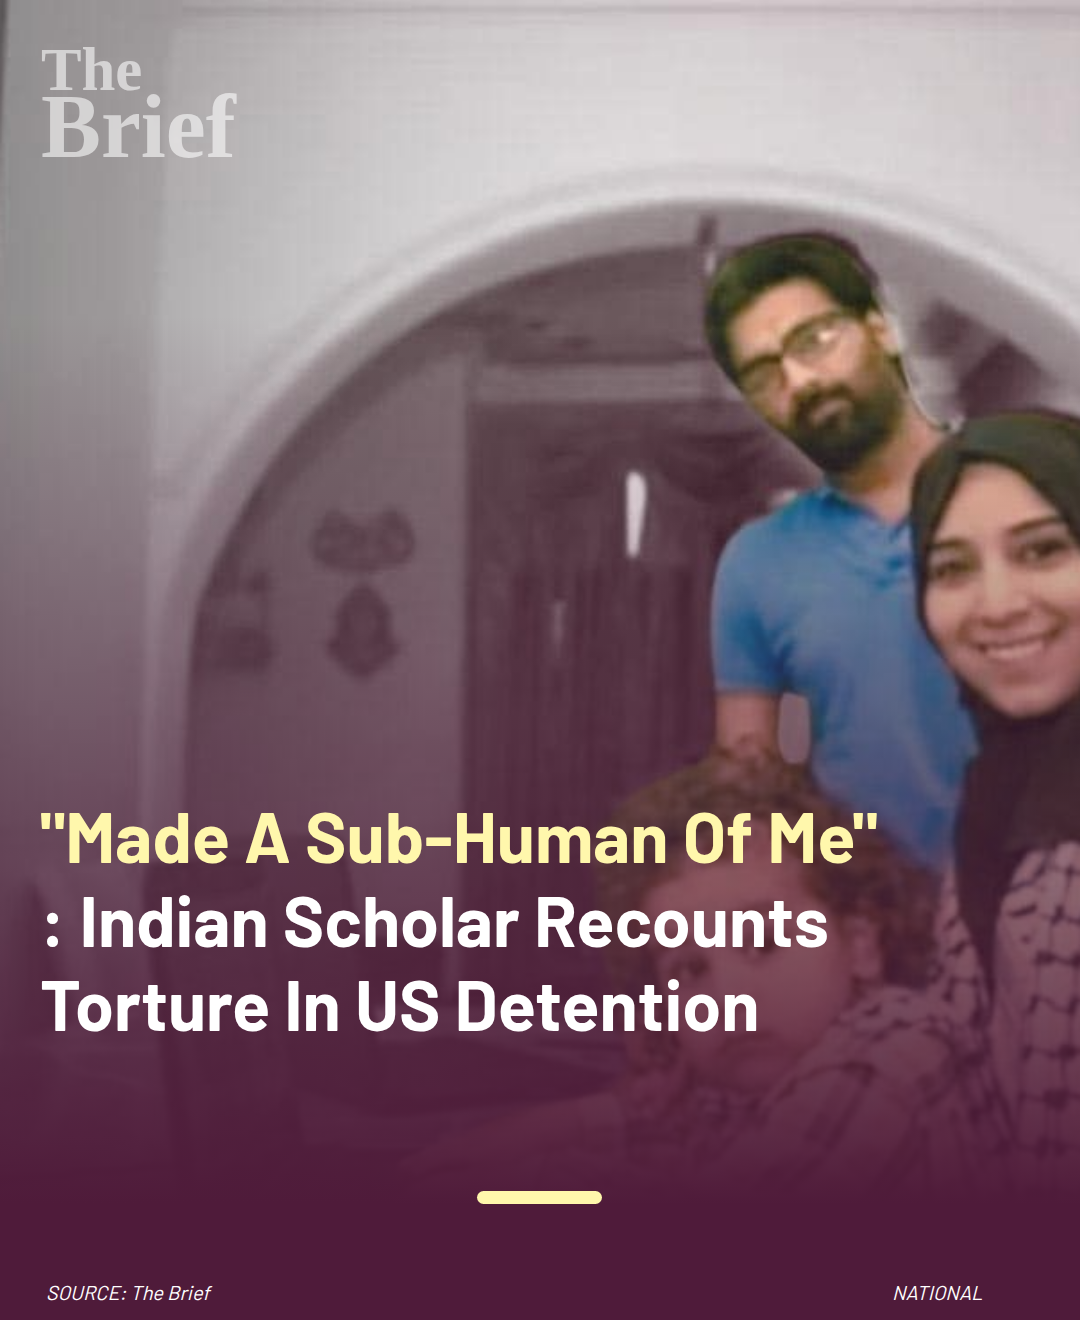 The
Brief
"Made A Sub-Human Of Me"
: Indian Scholar Recounts
Torture In US Detention
SOURCE: The Brief
NATIONAL